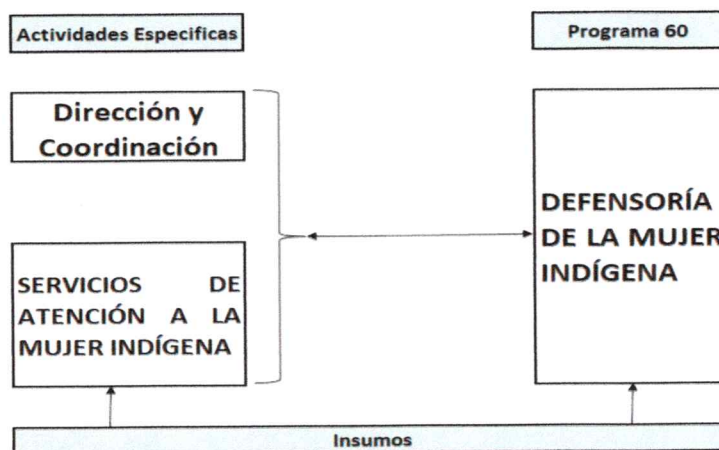 Actividades Especificas
Programa 60
Dirección y
Coordinación
DEFENSORÍA
DE LA MUJER
INDÍGENA
SERVICIOS DE
ATENCIÓN A LA
MUJER INDÍGENA
Insumos